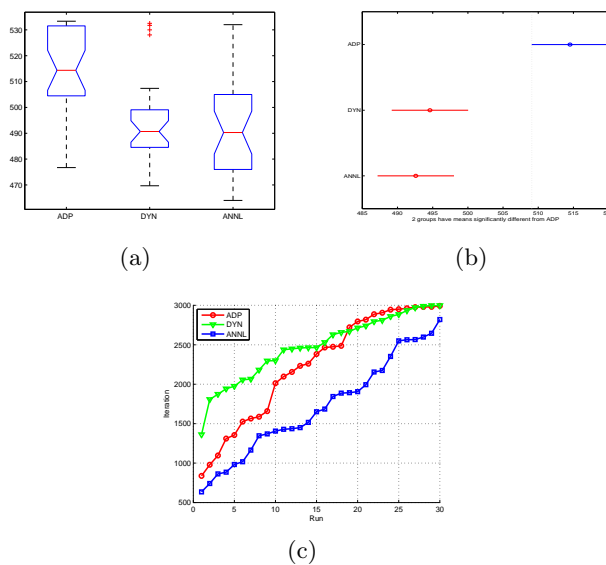 530
520
510
500
490
480
470
ADP DYN ANNL
(a)
ADP
DYN
ANNL
485 490 495 500 505 510 515
2 groups have means significantly different from ADP
(b)
3000
2500
2000
1500
1000
500
Iteration
ADP
DYN
ANNL
0 5 10 15 20 25 30
Run
(c)